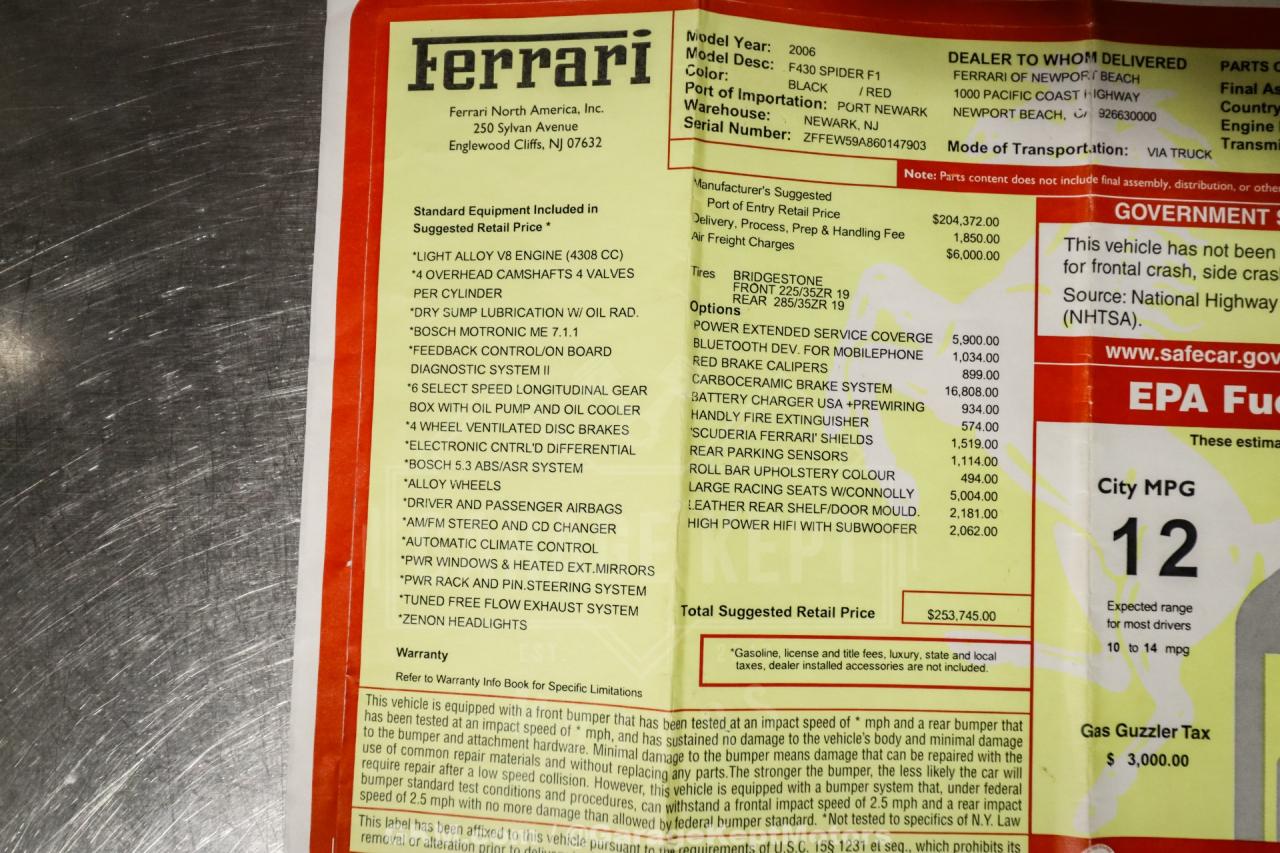 Ferrari
Ferrari North America, Inc.
250 Sylvan Avenue
Englewood Cliffs, NJ 07632
Model Year: 2006
Model Desc: F430 SPIDER F1
Color: BLACK / RED
Port of Importation: PORT NEWARK
Warehouse: NEWARK, NJ
Serial Number: ZFFEW59A860147903
DEALER TO WHOM DELIVERED
FERRARI OF NEWPORT BEACH
1000 PACIFIC COAST HIGHWAY
NEWPORT BEACH, CA 926630000
Mode of Transportation: VIA TRUCK
PARTS C
Final As
Country
Engine
Transmi
Note: Parts content does not include final assembly, distribution, or othe
Standard Equipment Included in
Suggested Retail Price *
*LIGHT ALLOY V8 ENGINE (4308 CC)
*4 OVERHEAD CAMSHAFTS 4 VALVES
PER CYLINDER
*DRY SUMP LUBRICATION W/ OIL RAD.
*BOSCH MOTRONIC ME 7.1.1
*FEEDBACK CONTROL/ON BOARD
DIAGNOSTIC SYSTEM II
*6 SELECT SPEED LONGITUDINAL GEAR
BOX WITH OIL PUMP AND OIL COOLER
*4 WHEEL VENTILATED DISC BRAKES
*ELECTRONIC CNTRL'D DIFFERENTIAL
*BOSCH 5.3 ABS/ASR SYSTEM
*ALLOY WHEELS
*DRIVER AND PASSENGER AIRBAGS
*AM/FM STEREO AND CD CHANGER
*AUTOMATIC CLIMATE CONTROL
*PWR WINDOWS & HEATED EXT.MIRRORS
*PWR RACK AND PIN.STEERING SYSTEM
*TUNED FREE FLOW EXHAUST SYSTEM
*ZENON HEADLIGHTS
Warranty
Refer to Warranty Info Book for Specific Limitations
Manufacturer's Suggested
Port of Entry Retail Price $204,372.00
Delivery, Process, Prep & Handling Fee 1,850.00
Air Freight Charges $6,000.00
Tires BRIDGESTONE
FRONT 225/35ZR 19
REAR 285/35ZR 19
Options
POWER EXTENDED SERVICE COVERGE 5,900.00
BLUETOOTH DEV. FOR MOBILEPHONE 1,034.00
RED BRAKE CALIPERS 899.00
CARBOCERAMIC BRAKE SYSTEM 16,808.00
BATTERY CHARGER USA +PREWIRING 934.00
HANDLY FIRE EXTINGUISHER 574.00
'SCUDERIA FERRARI' SHIELDS 1,519.00
REAR PARKING SENSORS 1,114.00
ROLL BAR UPHOLSTERY COLOUR 494.00
LARGE RACING SEATS W/CONNOLLY 5,004.00
LEATHER REAR SHELF/DOOR MOULD. 2,181.00
HIGH POWER HIFI WITH SUBWOOFER 2,062.00
Total Suggested Retail Price $253,745.00
*Gasoline, license and title fees, luxury, state and local
taxes, dealer installed accessories are not included.
GOVERNMENT S
This vehicle has not been
for frontal crash, side cras
Source: National Highway
(NHTSA).
www.safecar.gov
EPA Fue
These estima
City MPG
12
Expected range
for most drivers
10 to 14 mpg
Gas Guzzler Tax
$ 3,000.00
This vehicle is equipped with a front bumper that has been tested at an impact speed of * mph and a rear bumper that
has been tested at an impact speed of * mph, and has sustained no damage to the vehicle's body and minimal damage
to the bumper and attachment hardware. Minimal damage to the bumper means damage that can be repaired with the
use of common repair materials and without replacing any parts.The stronger the bumper, the less likely the car will
require repair after a low speed collision. However, this vehicle is equipped with a bumper system that, under federal
bumper standard test conditions and procedures, can withstand a frontal impact speed of 2.5 mph and a rear impact
speed of 2.5 mph with no more damage than allowed by federal bumper standard. *Not tested to specifics of N.Y. Law
This label has been affixed to this vehicle pursuant to the requirements of U.S.C. 15§ 1231 et seq., which prohibits its
removal or alteration prior to